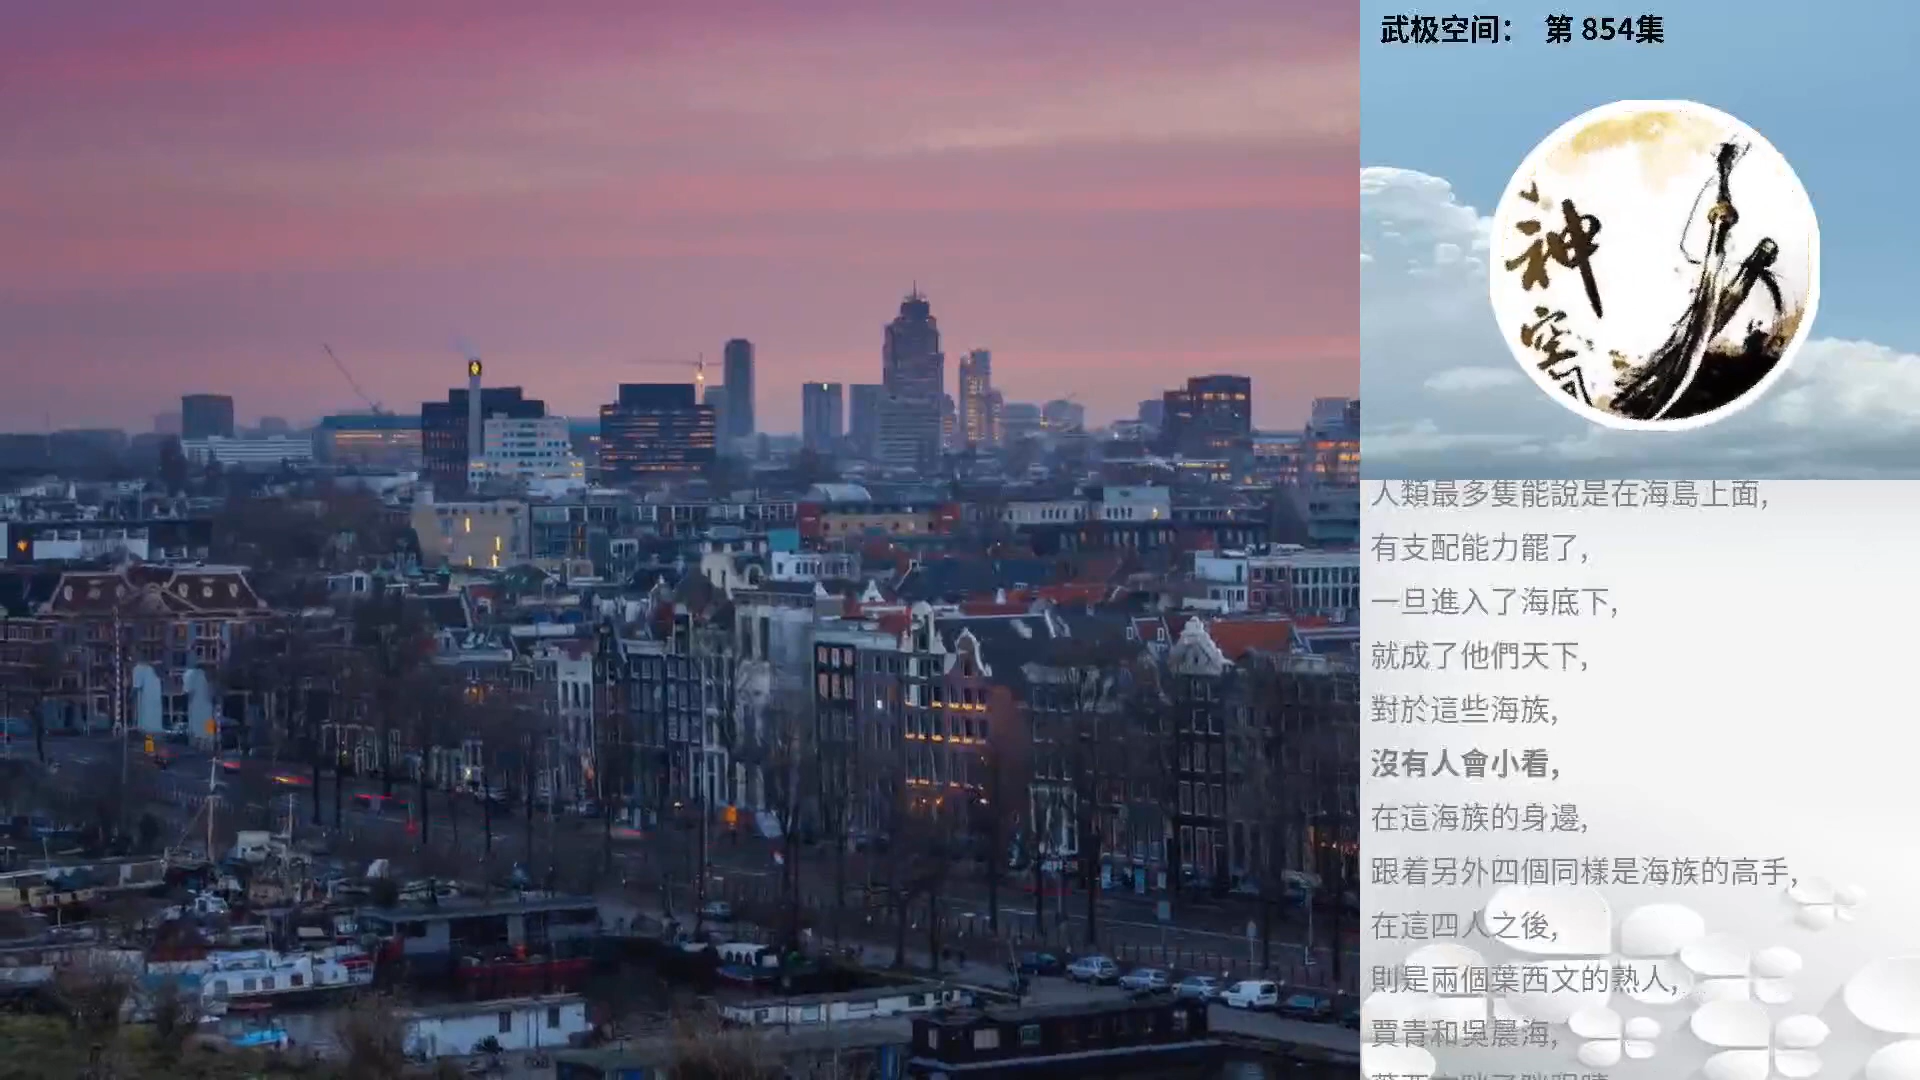 武极空间： 第 854集
神
空间
人類最多隻能說是在海島上面,
有支配能力罷了,
一旦進入了海底下,
就成了他們天下,
對於這些海族,
沒有人會小看,
在這海族的身邊,
跟着另外四個同樣是海族的高手,
在這四人之後,
則是兩個葉西文的熟人,
賈青和吳晨海,